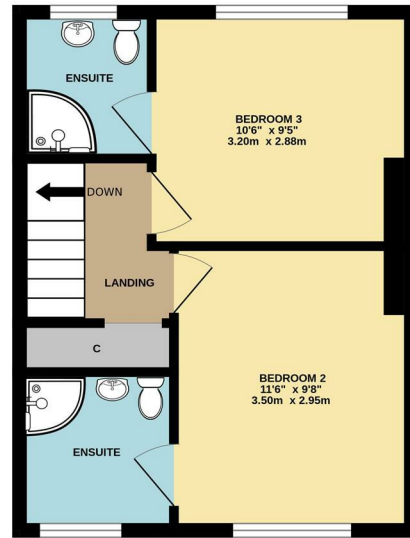 ENSUITE
BEDROOM 3
10'6" x 9'5"
3.20m x 2.88m
DOWN
LANDING
C
BEDROOM 2
11'6" x 9'8"
3.50m x 2.95m
ENSUITE